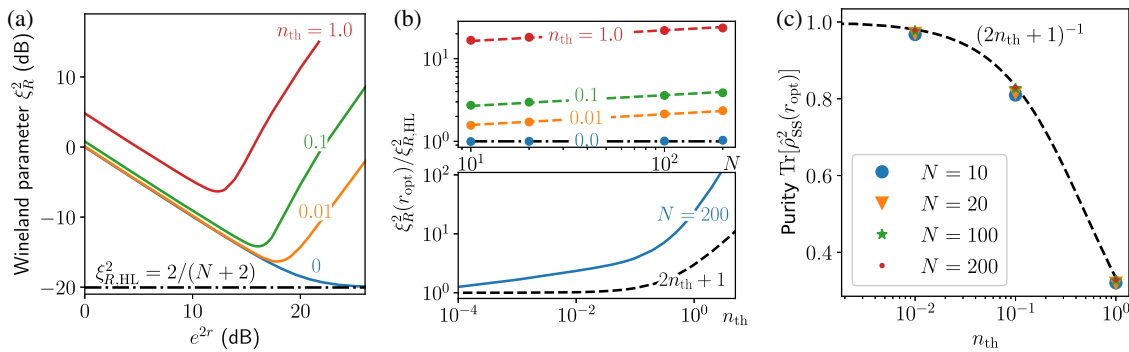 (a)
Wineland parameter ξ²_R (dB)
10
0
−10
−20
n_th = 1.0
0.1
0.01
0
ξ²_{R,HL} = 2/(N + 2)
0
10
20
e^{2r} (dB)
(b)
ξ²_R(r_opt)/ξ²_{R,HL}
10¹
10⁰
n_th = 1.0
0.1
0.01
0.0
10¹
10²
N
10²
10¹
10⁰
N = 200
2n_th + 1
10⁻⁴
10⁻²
10⁰
n_th
(c)
Purity Tr[ρ̂²_SS(r_opt)]
1.0
0.8
0.6
0.4
(2n_th + 1)⁻¹
N = 10
N = 20
N = 100
N = 200
10⁻²
10⁻¹
10⁰
n_th